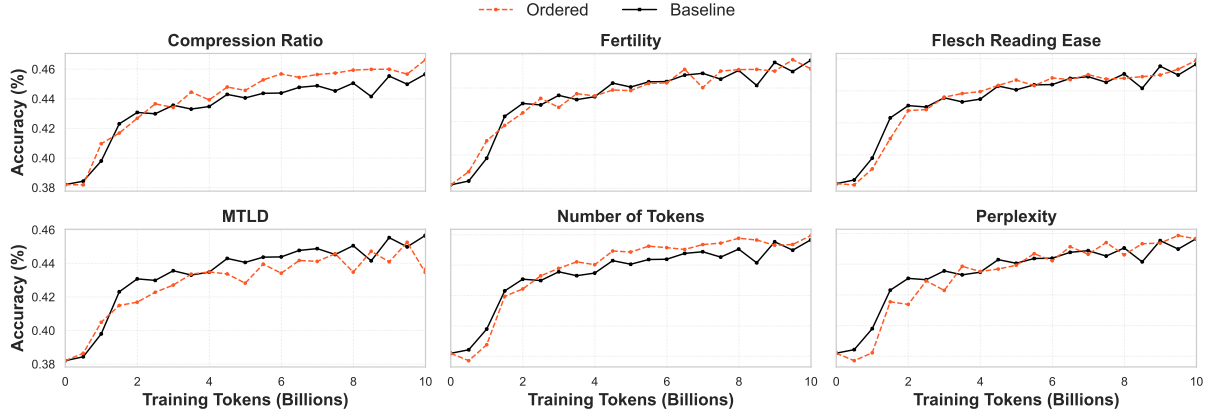 Ordered Baseline
Compression Ratio
Fertility
Flesch Reading Ease
Accuracy (%)
0.46
0.44
0.42
0.40
0.38
MTLD
Number of Tokens
Perplexity
Accuracy (%)
0.46
0.44
0.42
0.40
0.38
0 2 4 6 8 10
0 2 4 6 8 10
0 2 4 6 8 10
Training Tokens (Billions)
Training Tokens (Billions)
Training Tokens (Billions)